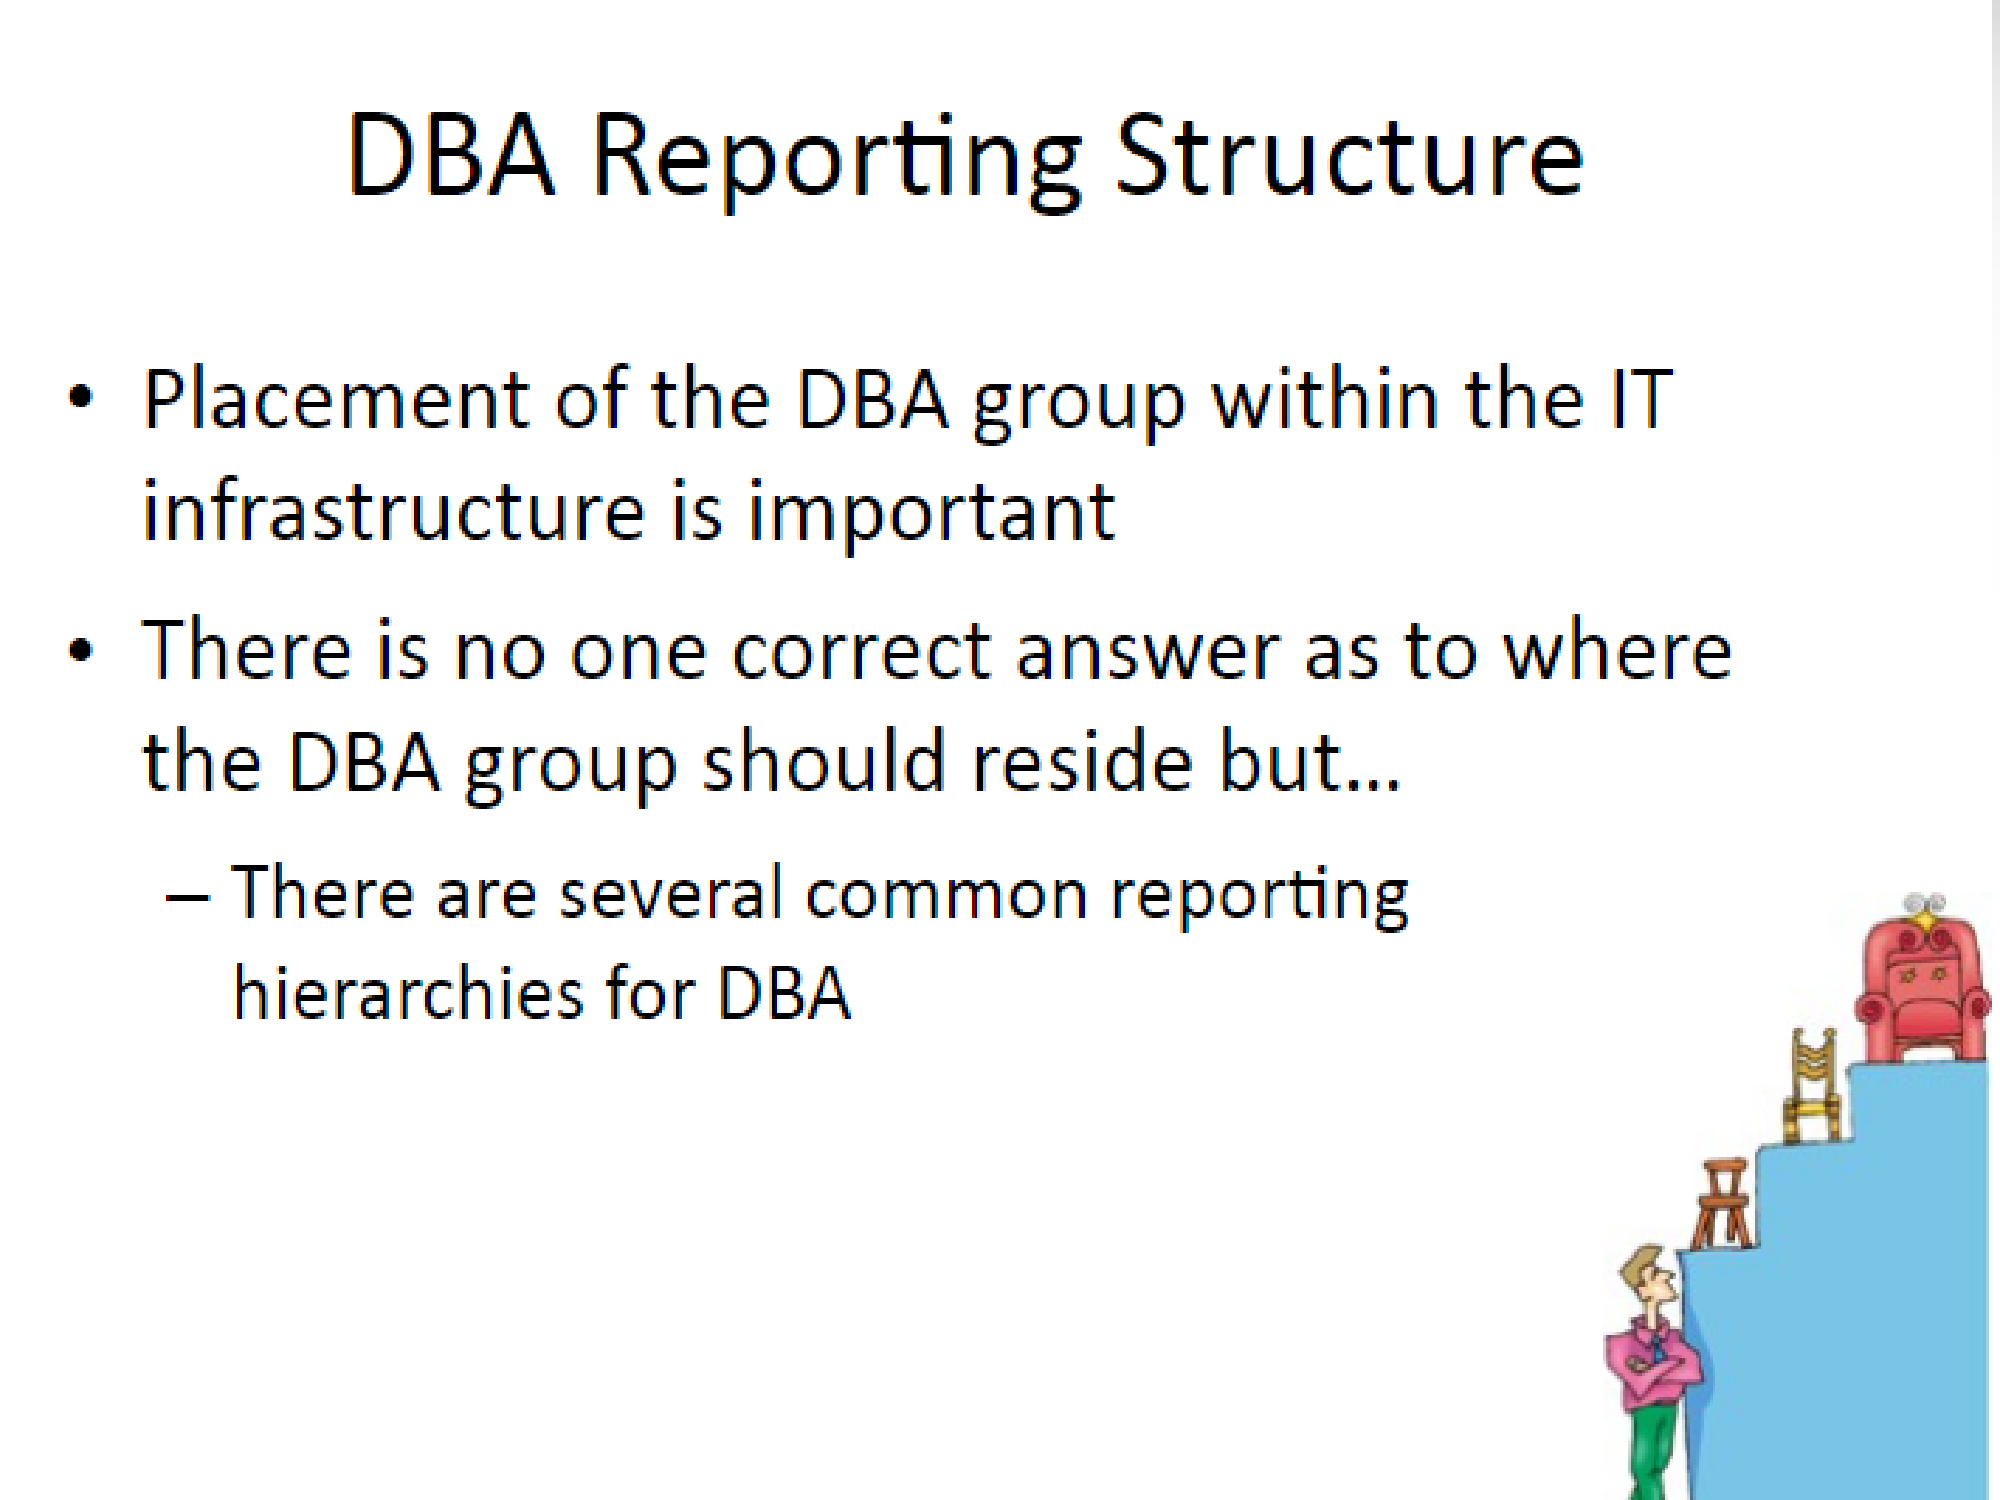 DBA Reporting Structure
• Placement of the DBA group within the IT
infrastructure is important
• There is no one correct answer as to where
the DBA group should reside but...
– There are several common reporting
hierarchies for DBA